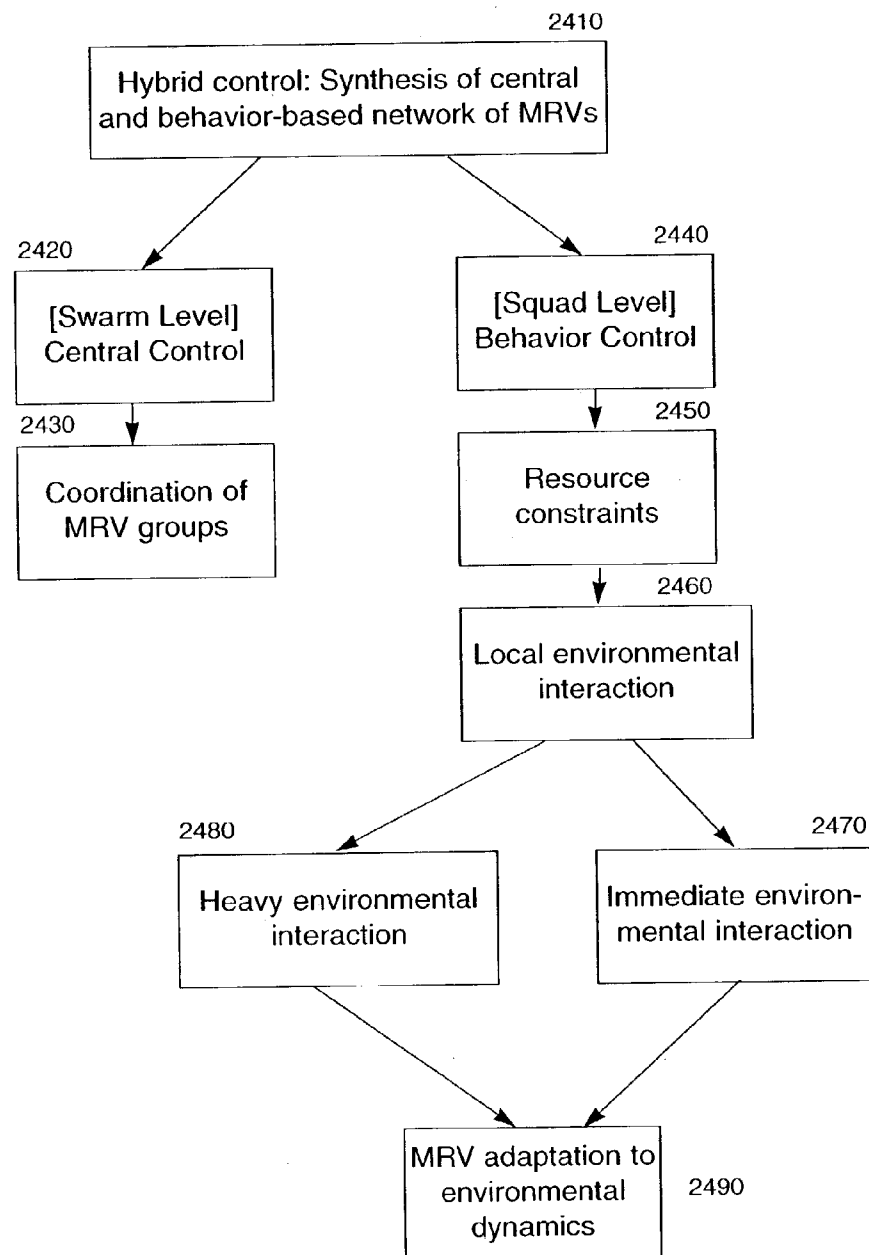 2410
Hybrid control: Synthesis of central
and behavior-based network of MRVs
2420
[Swarm Level]
Central Control
2440
[Squad Level]
Behavior Control
2430
Coordination of
MRV groups
2450
Resource
constraints
2460
Local environmental
interaction
2480
Heavy environmental
interaction
2470
Immediate environ-
mental interaction
MRV adaptation to
environmental
dynamics
2490